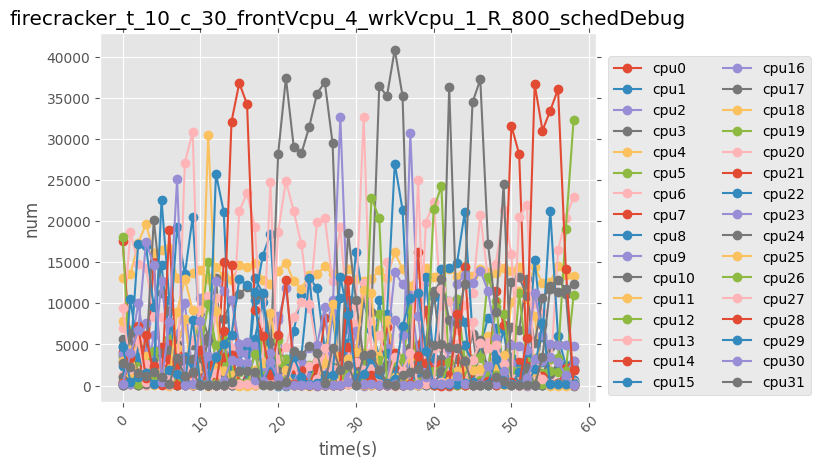 firecracker_t_10_c_30_frontVcpu_4_wrkVcpu_1_R_800_schedDebug
40000
35000
30000
25000
20000
15000
10000
5000
0
num
0
10
20
30
40
50
60
time(s)
cpu0
cpu1
cpu2
cpu3
cpu4
cpu5
cpu6
cpu7
cpu8
cpu9
cpu10
cpu11
cpu12
cpu13
cpu14
cpu15
cpu16
cpu17
cpu18
cpu19
cpu20
cpu21
cpu22
cpu23
cpu24
cpu25
cpu26
cpu27
cpu28
cpu29
cpu30
cpu31